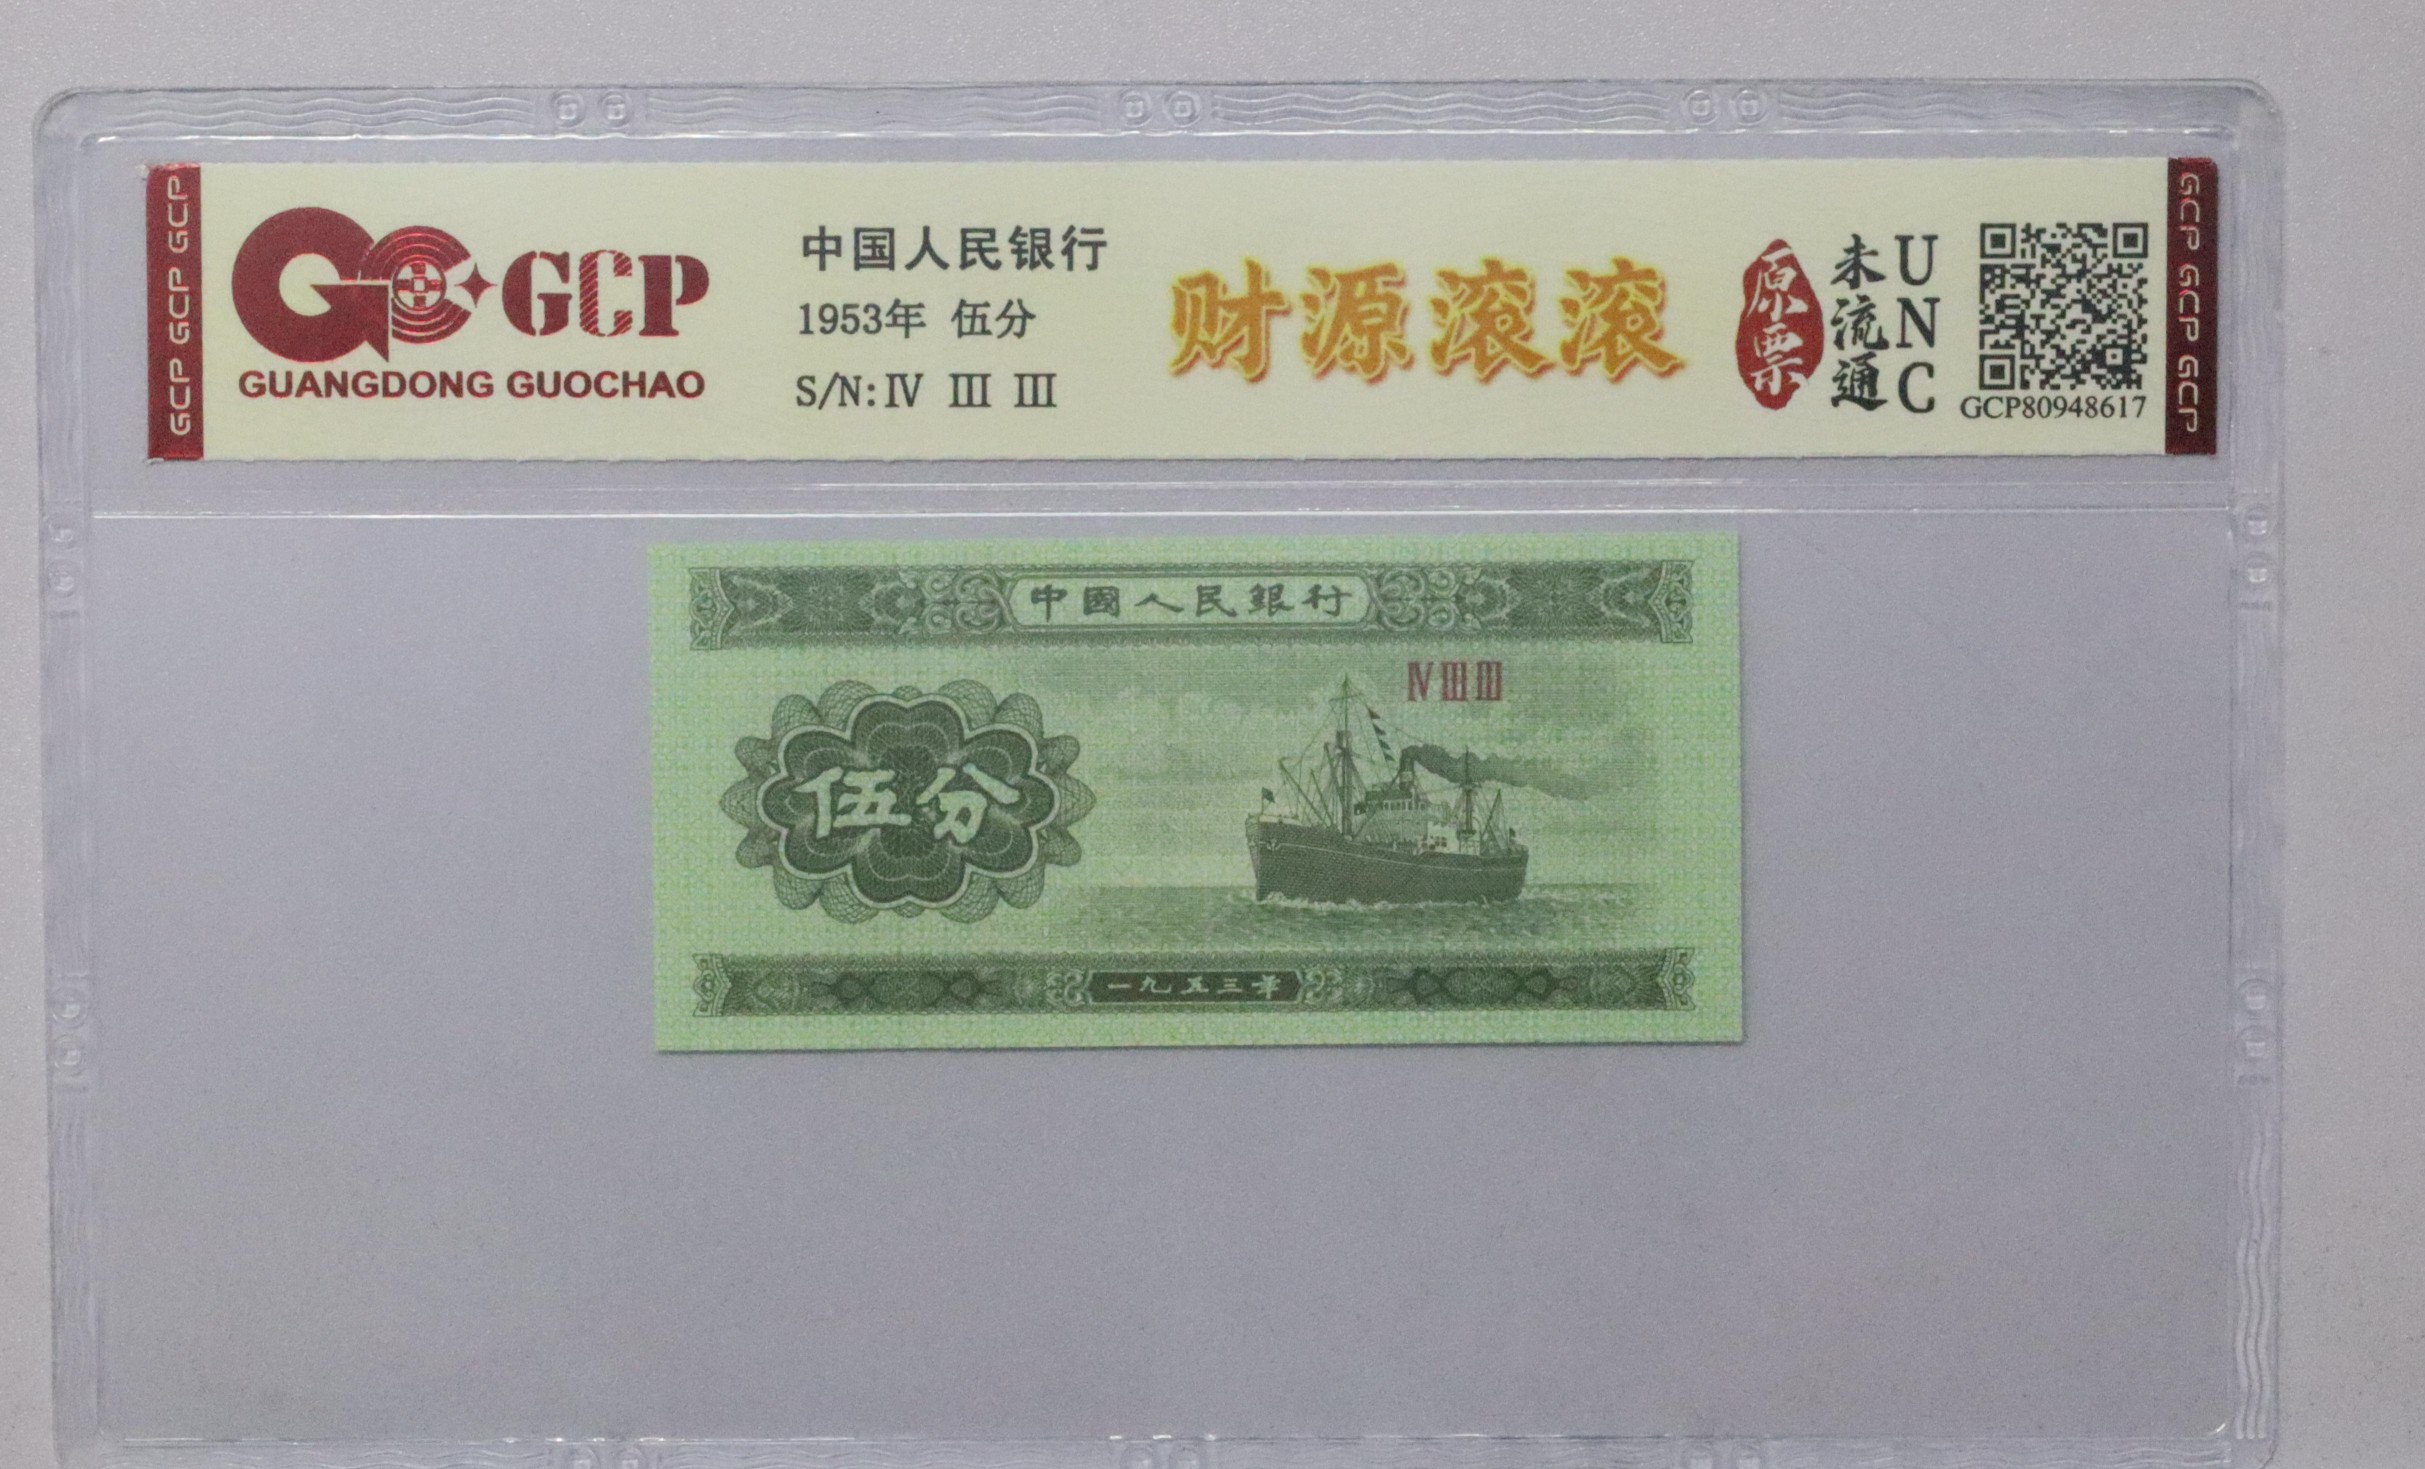 GCP GCP GCP
GCP
GUANGDONG GUOCHAO
中国人民银行
1953年 伍分
S/N: Ⅳ Ⅲ Ⅲ
财源滚滚
原票
未流通
UNC
GCP80948617
GCP GCP GCP
中國人民銀行
Ⅳ Ⅲ Ⅲ
伍分
一九五三年